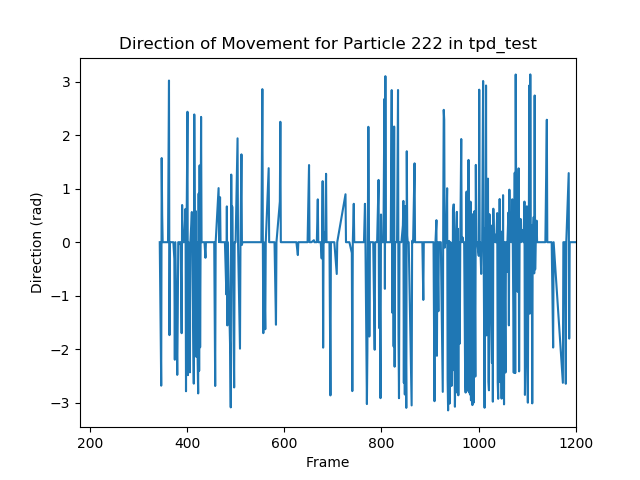 Direction of Movement for Particle 222 in tpd_test
Direction (rad)
3
2
1
0
−1
−2
−3
200 400 600 800 1000 1200
Frame